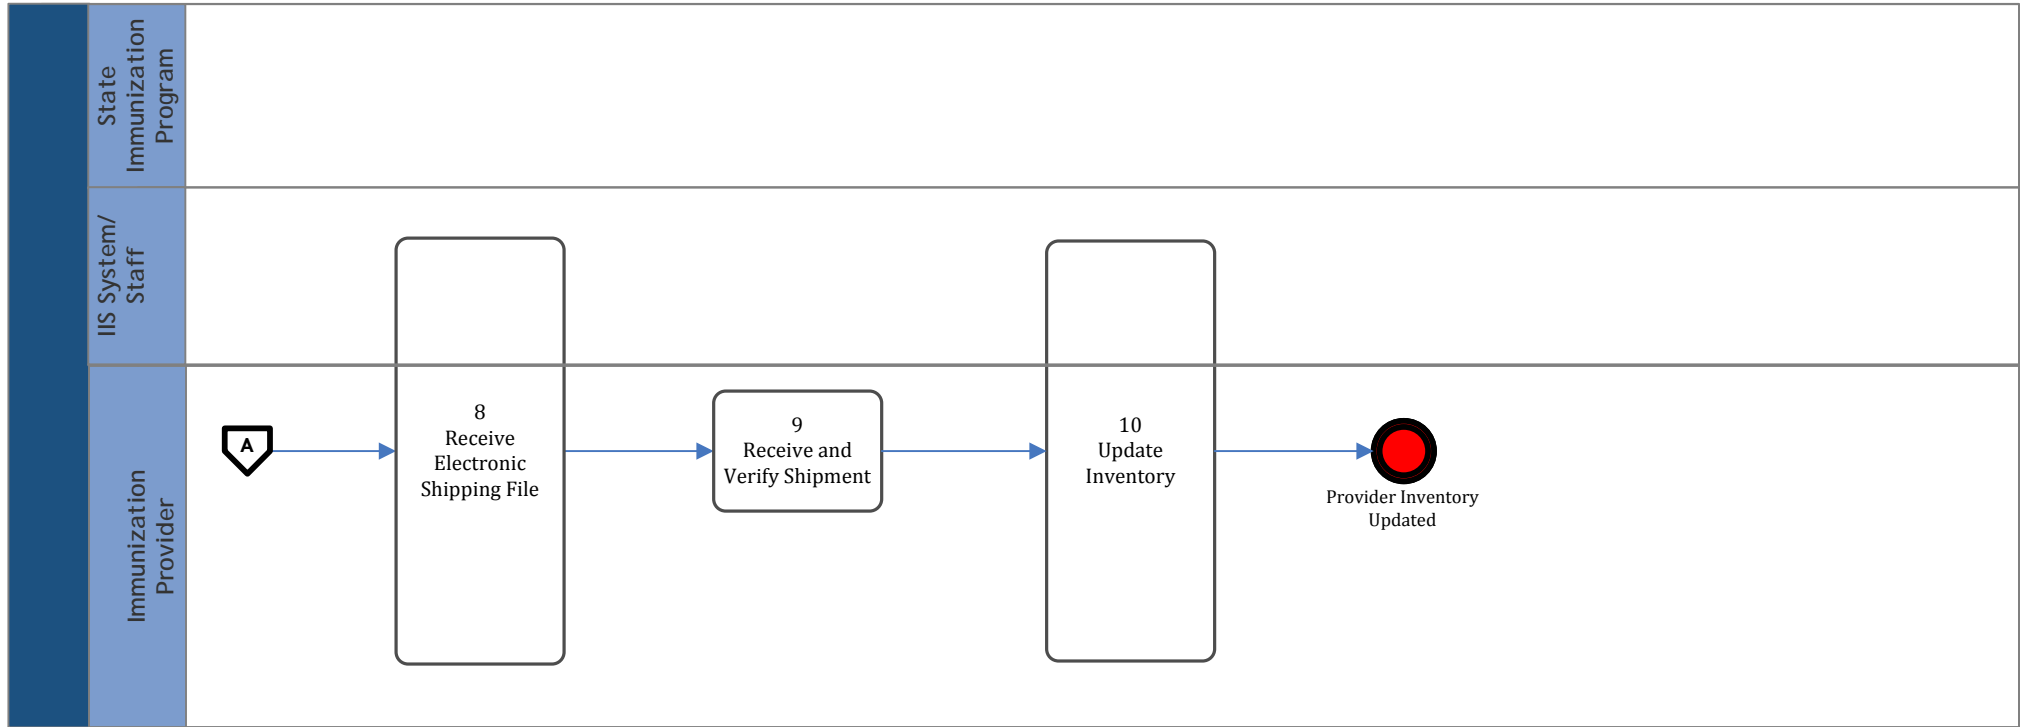 State
Immunization
Program
IIS System/
Staff
Immunization
Provider
A
8
Receive
Electronic
Shipping File
9
Receive and
Verify Shipment
10
Update
Inventory
Provider Inventory
Updated